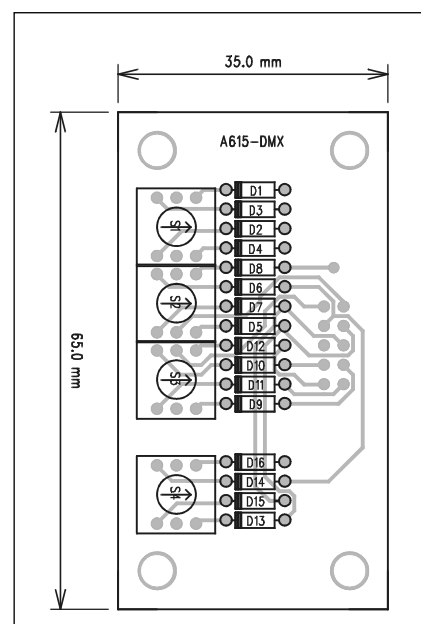 35.0 mm
A615-DMX
D1
D3
S1
D2
D4
D8
D6
S2
D7
D5
65.0 mm
D12
D10
S3
D11
D9
D16
D14
S4
D15
D13